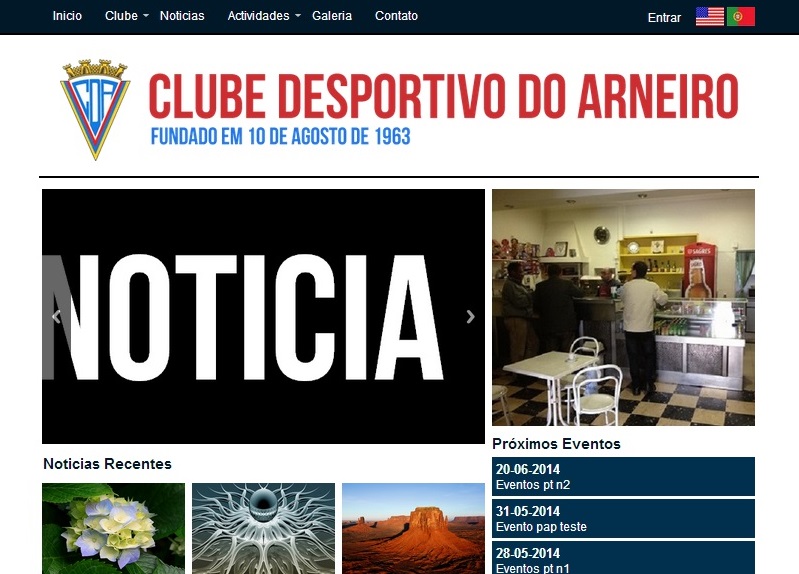 Inicio Clube Noticias Actividades Galeria Contato Entrar
CDA
CLUBE DESPORTIVO DO ARNEIRO
FUNDADO EM 10 DE AGOSTO DE 1963
NOTICIA
SAGRES
Noticias Recentes
Próximos Eventos
20-06-2014
Eventos pt n2
31-05-2014
Evento pap teste
28-05-2014
Eventos pt n1